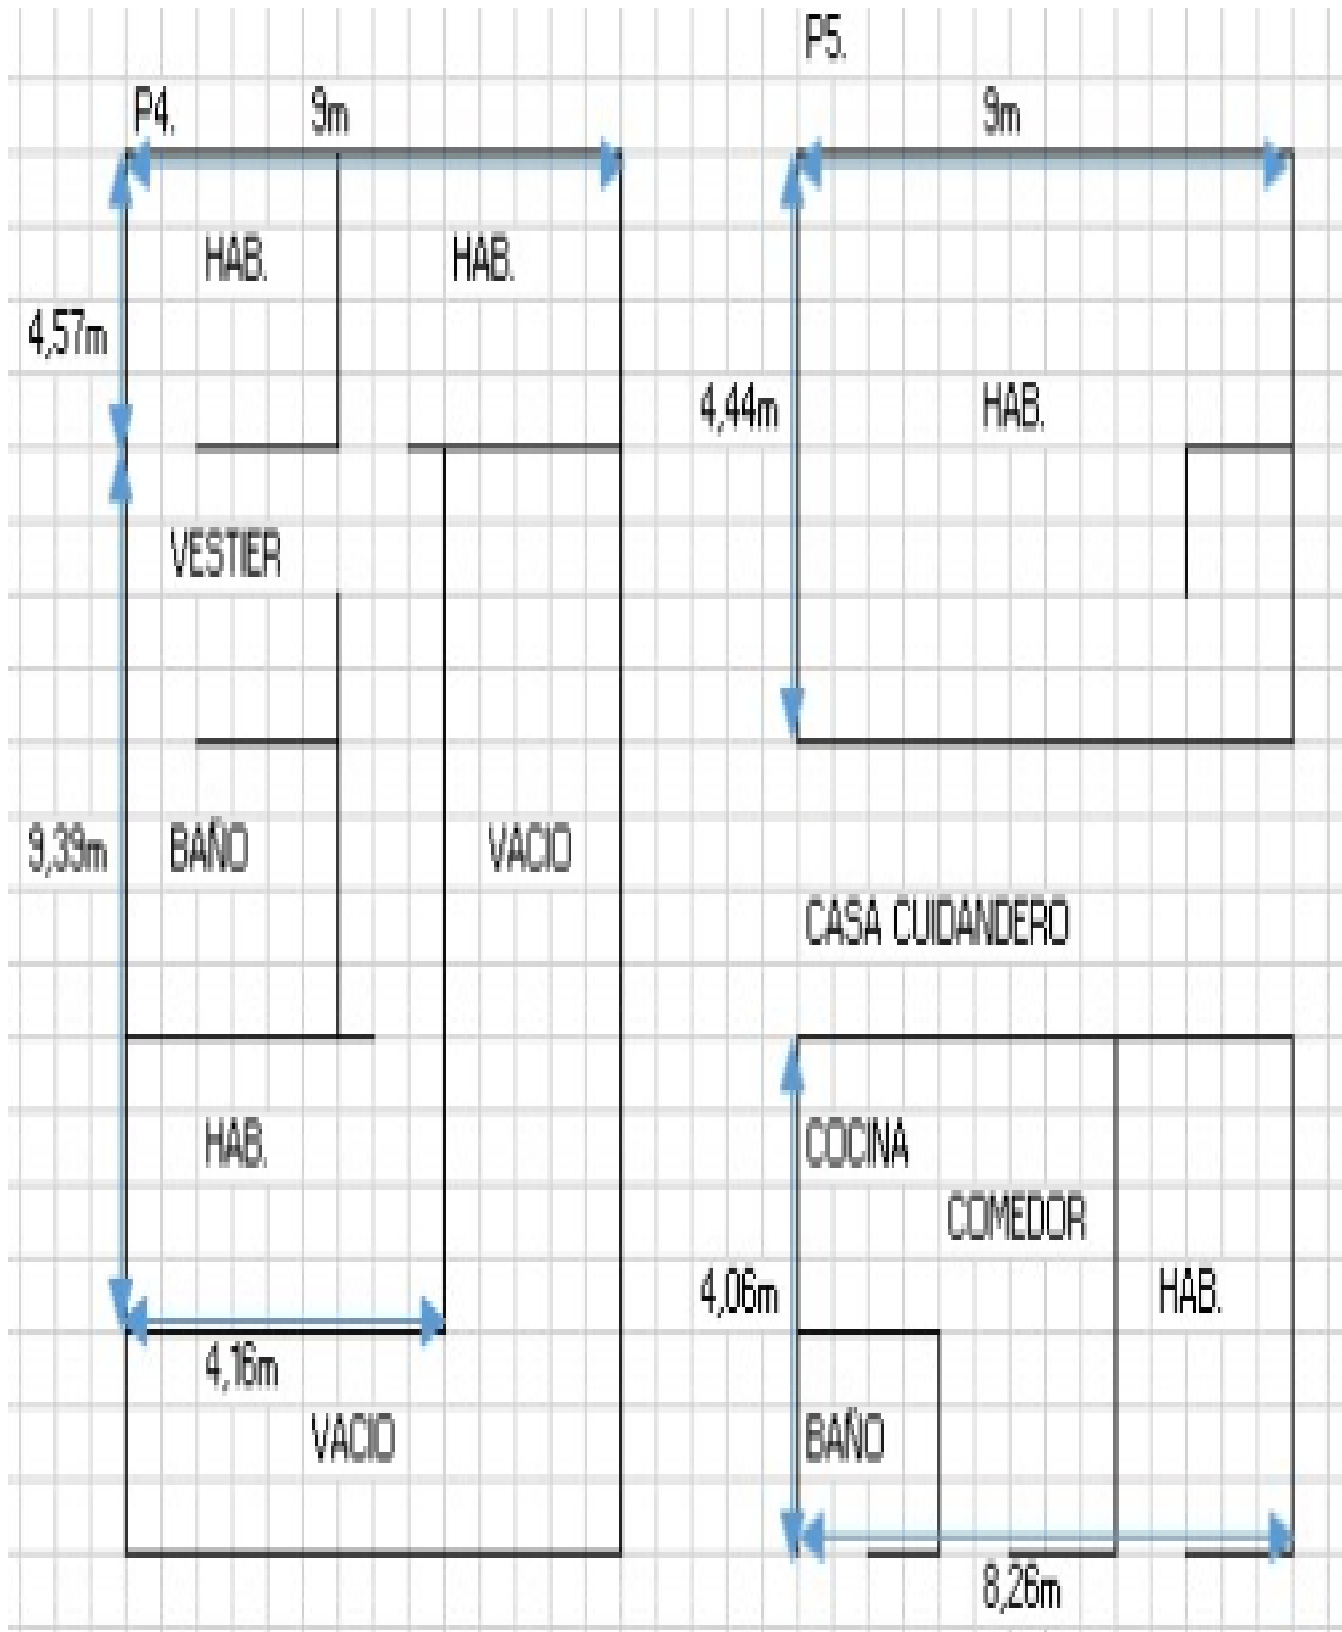 P5.
P4.
9m
9m
HAB.
HAB.
4,57m
4,44m
HAB.
VESTIER
9,39m
BAÑO
VACIO
CASA CUIDANDERO
HAB.
COCINA
COMEDOR
4,06m
HAB.
4,16m
VACIO
BAÑO
8,26m